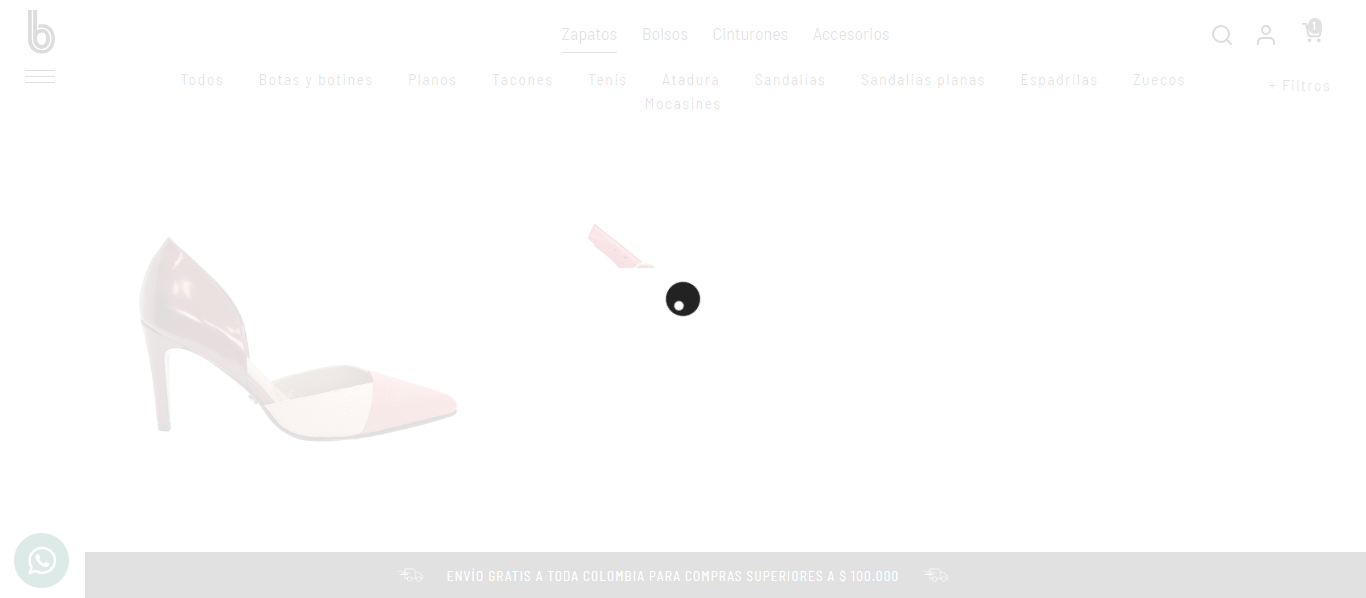 b
Zapatos Bolsos Cinturones Accesorios
1
Todos Botas y botines Planos Tacones Tenis Atadura Sandalias Sandalias planas Espadrilas Zuecos
Mocasines
+ Filtros
ENVÍO GRATIS A TODA COLOMBIA PARA COMPRAS SUPERIORES A $ 100.000